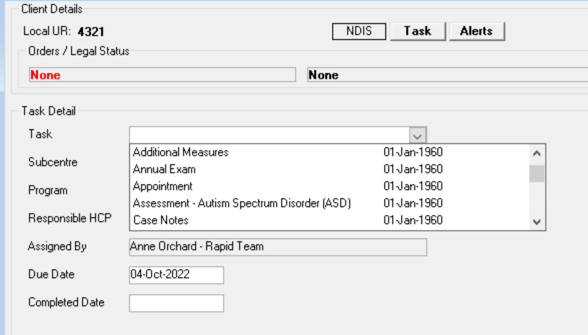 Client Details
Local UR: 4321 NDIS Task Alerts
Orders / Legal Status
None None
Task Detail
Task
Additional Measures 01-Jan-1960
Annual Exam 01-Jan-1960
Subcentre
Appointment 01-Jan-1960
Program
Assessment - Autism Spectrum Disorder (ASD) 01-Jan-1960
Responsible HCP
Case Notes 01-Jan-1960
Assigned By Anne Orchard - Rapid Team
Due Date 04-Oct-2022
Completed Date